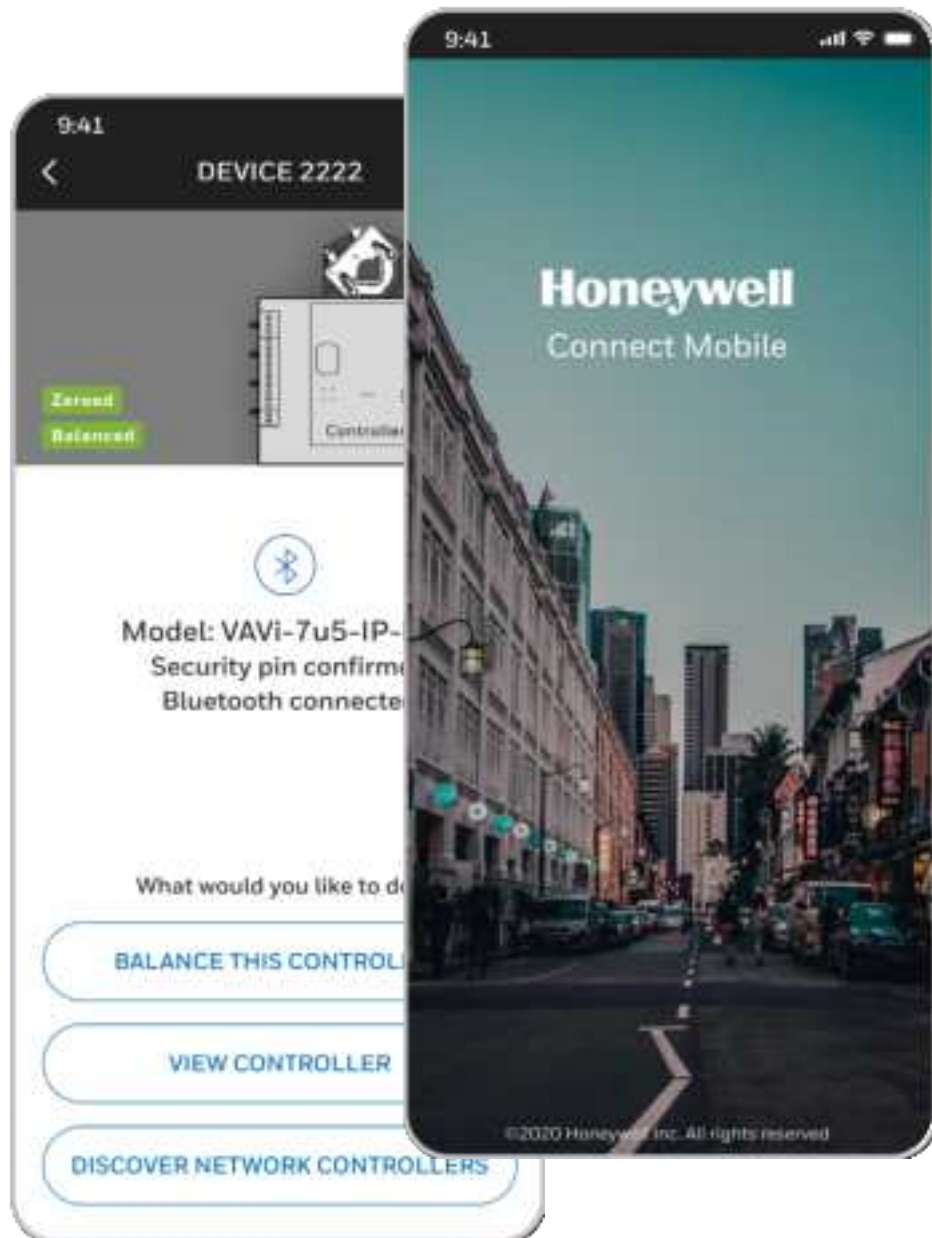 9:41
DEVICE 2222
Zeroed
Balanced
Controller
Model: VAVi-7u5-IP-
Security pin confirme
Bluetooth connecte
What would you like to do
BALANCE THIS CONTROL
VIEW CONTROLLER
DISCOVER NETWORK CONTROLLERS
9:41
Honeywell
Connect Mobile
©2020 Honeywell Inc. All rights reserved